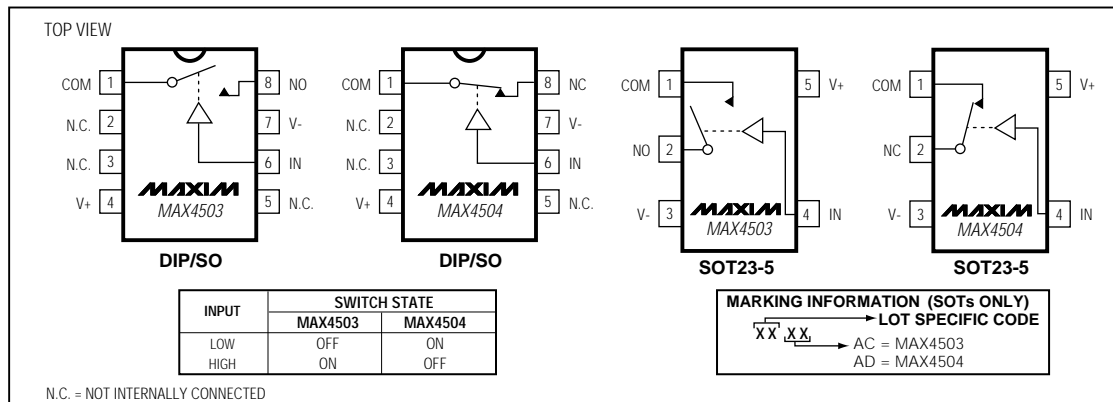 TOP VIEW
COM 1
N.C. 2
N.C. 3
V+ 4
8 NO
7 V-
6 IN
5 N.C.
MAXIM
MAX4503
DIP/SO
COM 1
N.C. 2
N.C. 3
V+ 4
8 NC
7 V-
6 IN
5 N.C.
MAXIM
MAX4504
DIP/SO
COM 1
NO 2
V- 3
5 V+
4 IN
MAXIM
MAX4503
SOT23-5
COM 1
NC 2
V- 3
5 V+
4 IN
MAXIM
MAX4504
SOT23-5
INPUT SWITCH STATE
MAX4503 MAX4504
LOW OFF ON
HIGH ON OFF
MARKING INFORMATION (SOTs ONLY)
LOT SPECIFIC CODE
XX XX
AC = MAX4503
AD = MAX4504
N.C. = NOT INTERNALLY CONNECTED